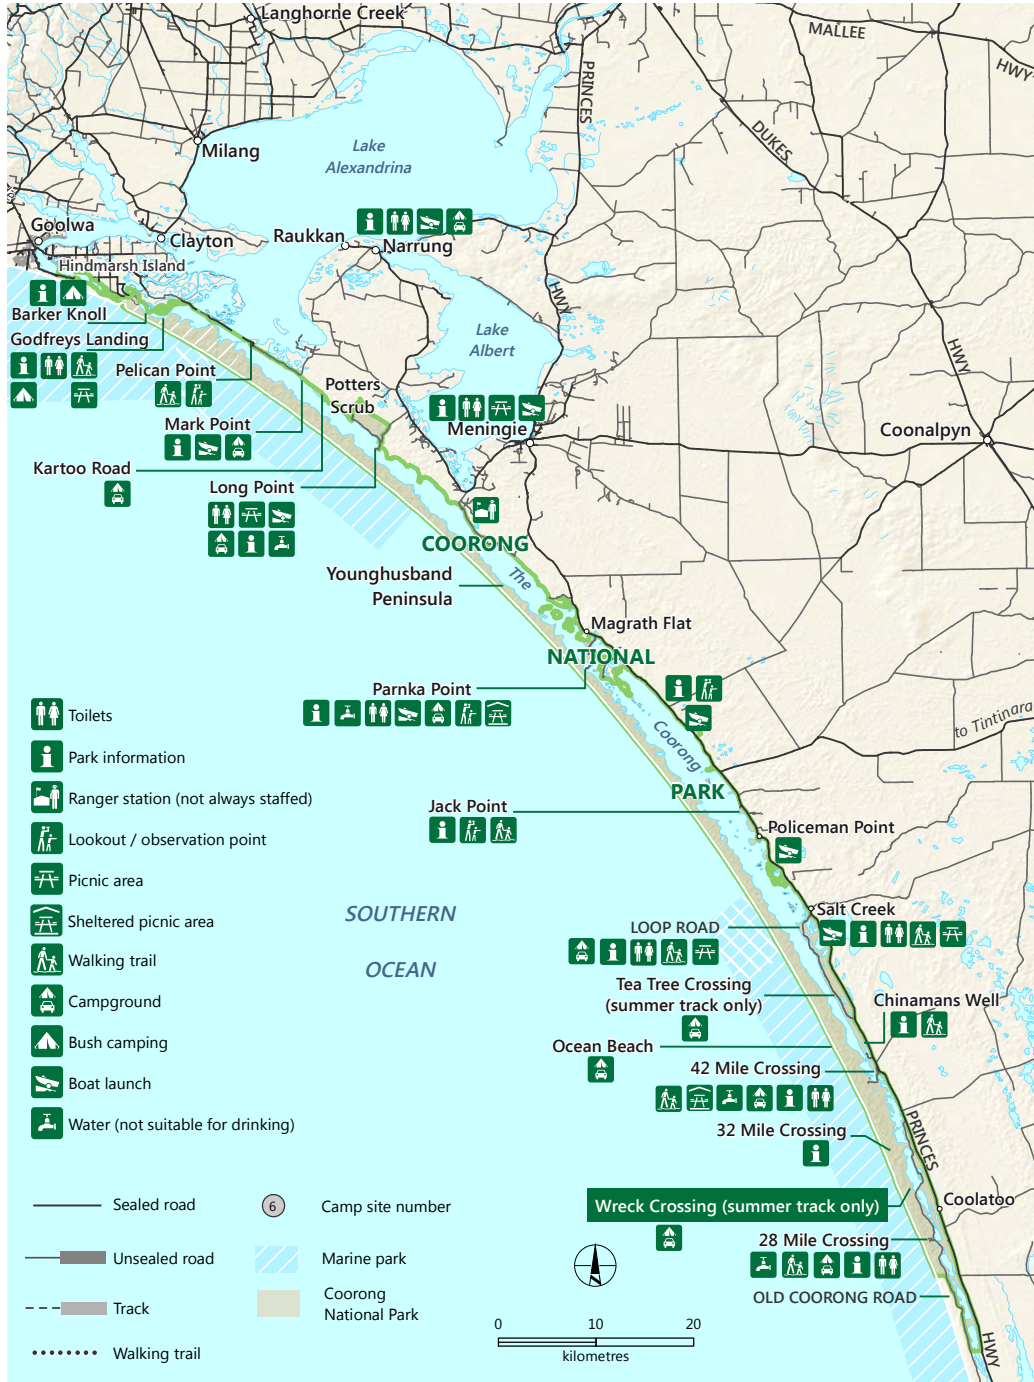 Langhorne Creek
MALLEE
HWY
PRINCES
DUKES
Milang
Lake
Alexandrina
Goolwa
Clayton
Raukkan
Narrung
Hindmarsh Island
HWY
Barker Knoll
Godfreys Landing
Lake
Albert
HWY
Pelican Point
Potters
Scrub
Mark Point
Meningie
Coonalpyn
Kartoo Road
Long Point
COORONG
The
Younghusband
Peninsula
Magrath Flat
NATIONAL
Parnka Point
Toilets
to Tintinara
Coorong
Park information
PARK
Ranger station (not always staffed)
Jack Point
Policeman Point
Lookout / observation point
Picnic area
Salt Creek
Sheltered picnic area
SOUTHERN
OCEAN
LOOP ROAD
Walking trail
Tea Tree Crossing
(summer track only)
Chinamans Well
Campground
Bush camping
Ocean Beach
42 Mile Crossing
Boat launch
Water (not suitable for drinking)
32 Mile Crossing
PRINCES
Sealed road
6
Camp site number
Wreck Crossing (summer track only)
Coolatoo
28 Mile Crossing
Unsealed road
Marine park
OLD COORONG ROAD
Track
Coorong
National Park
0 10 20
kilometres
HWY
Walking trail